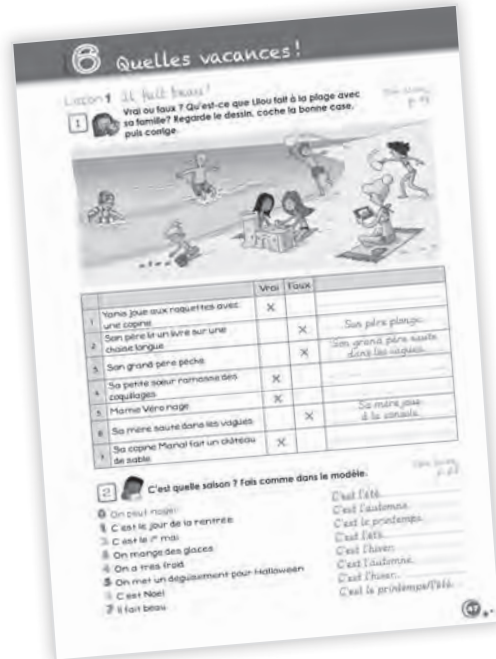 6 Quelles vacances !
Leçon 1 Il fait beau !
1 Vrai ou faux ? Qu'est-ce que Lilou fait à la plage avec
sa famille? Regarde le dessin, coche la bonne case,
puis corrige.
Vrai Faux
1 Yanis joue aux raquettes avec
une copine. X
2 Son père lit un livre sur une
chaise longue. X Son père plonge.
3 Son grand-père pêche. X Son grand-père saute
dans les vagues.
4 Sa petite soeur ramasse des
coquillages. X
5 Mamie Véro nage. X
6 Sa mère saute dans les vagues. X Sa mère joue
à la console.
7 Sa copine Manal fait un château
de sable. X
2 C'est quelle saison ? Fais comme dans le modèle.
0 On peut nager. C'est l'été.
1 C'est le jour de la rentrée. C'est l'automne.
2 C'est le 1er mai. C'est le printemps.
3 On mange des glaces. C'est l'été.
4 On a très froid. C'est l'hiver.
5 On met un déguisement pour Halloween. C'est l'automne.
6 C'est Noël. C'est l'hiver.
7 Il fait beau. C'est le printemps/l'été.
47